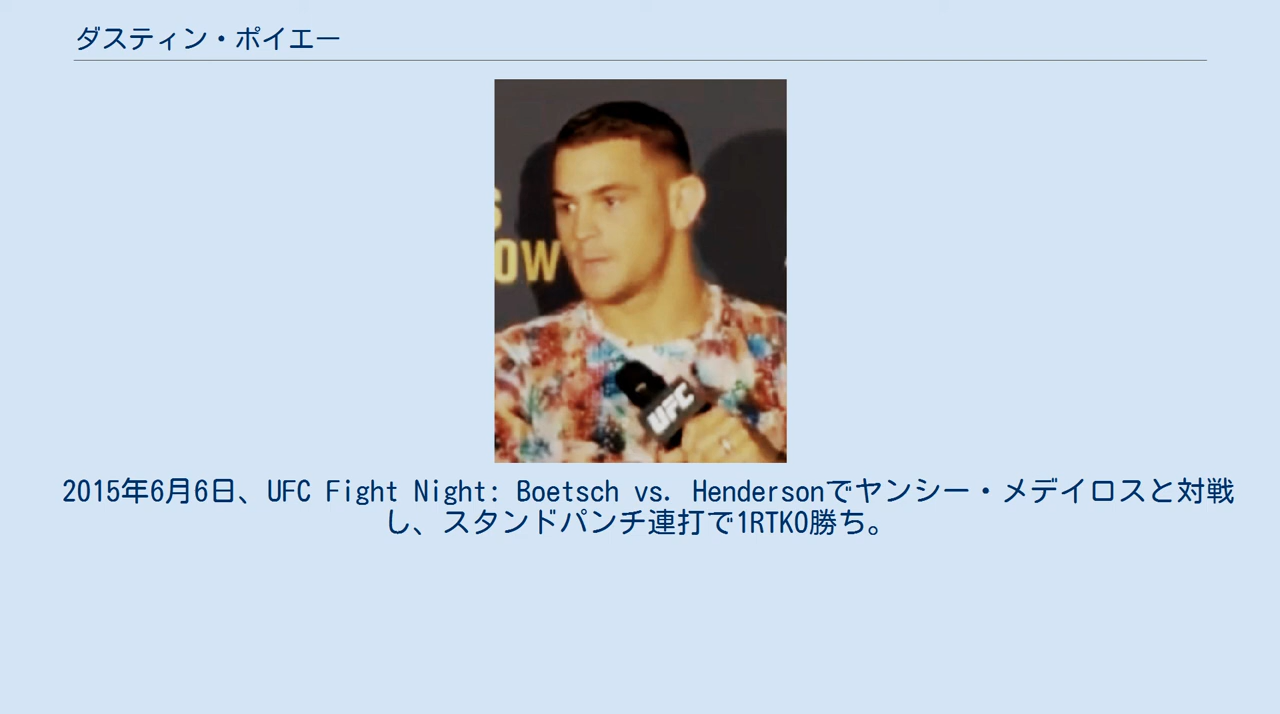 ダスティン・ポイエー
S
OW
UFC
2015年6月6日、UFC Fight Night: Boetsch vs. Hendersonでヤンシー・メデイロスと対戦
し、スタンドパンチ連打で1RTKO勝ち。